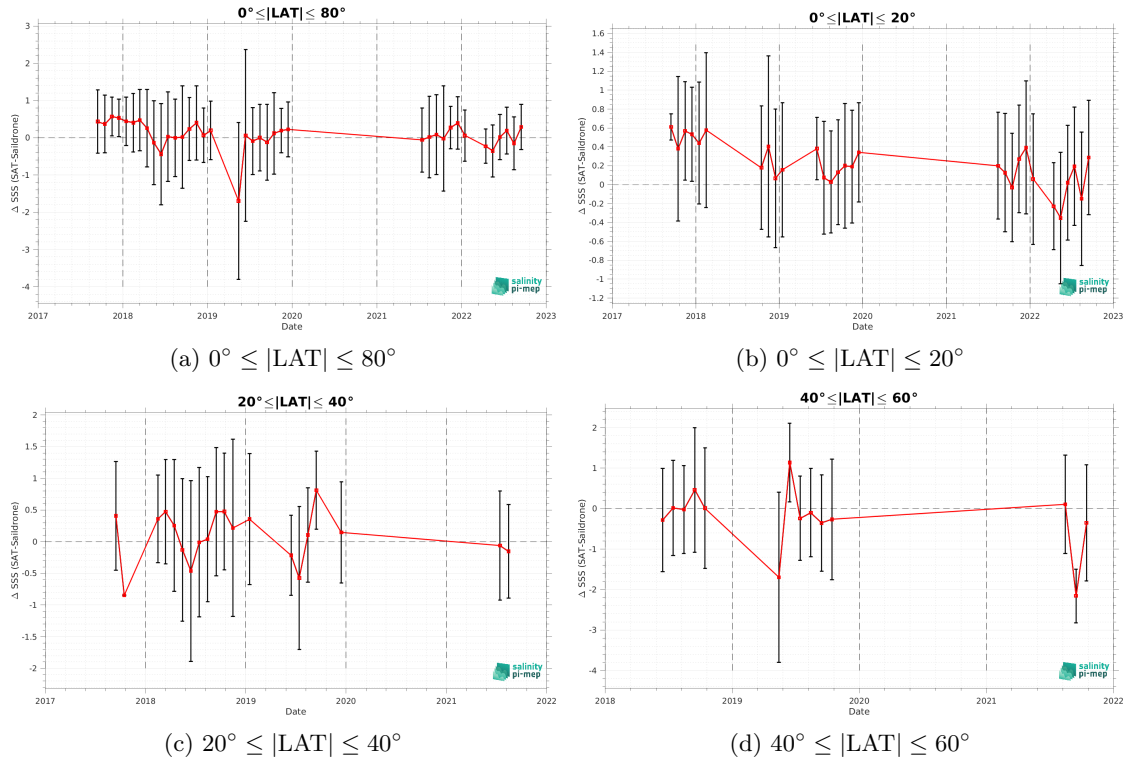 0°≤|LAT|≤ 80°
3
2
1
0
-1
-2
-3
-4
Δ SSS (SAT-Saildrone)
2017
2018
2019
2020
2021
2022
2023
Date
salinity
pi-mep
(a) 0° ≤ |LAT| ≤ 80°
0°≤|LAT|≤ 20°
1.6
1.4
1.2
1
0.8
0.6
0.4
0.2
0
-0.2
-0.4
-0.6
-0.8
-1
-1.2
Δ SSS (SAT-Saildrone)
2017
2018
2019
2020
2021
2022
2023
Date
salinity
pi-mep
(b) 0° ≤ |LAT| ≤ 20°
20°≤|LAT|≤ 40°
2
1.5
1
0.5
0
-0.5
-1
-1.5
-2
Δ SSS (SAT-Saildrone)
2017
2018
2019
2020
2021
2022
Date
salinity
pi-mep
(c) 20° ≤ |LAT| ≤ 40°
40°≤|LAT|≤ 60°
2
1
0
-1
-2
-3
-4
Δ SSS (SAT-Saildrone)
2018
2019
2020
2021
2022
Date
salinity
pi-mep
(d) 40° ≤ |LAT| ≤ 60°